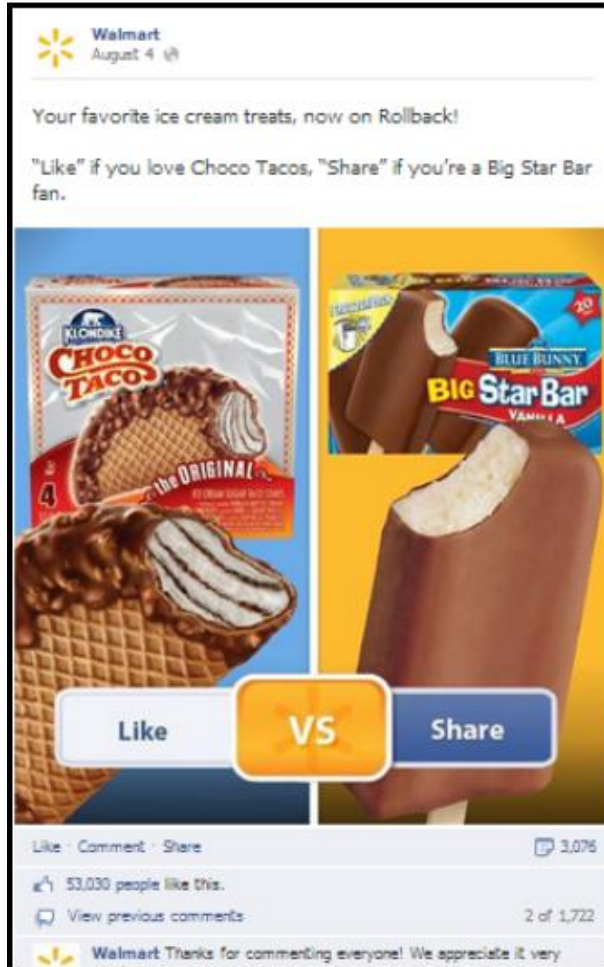 Walmart
August 4
Your favorite ice cream treats, now on Rollback!
"Like" if you love Choco Tacos, "Share" if you're a Big Star Bar
fan.
KLONDIKE
CHOCO
TACO
the ORIGINAL
4
20
BLUE BUNNY
BIG Star Bar
VANILLA
Like
VS
Share
Like · Comment · Share
3,076
53,030 people like this.
View previous comments
2 of 1,722
Walmart Thanks for commenting everyone! We appreciate it very